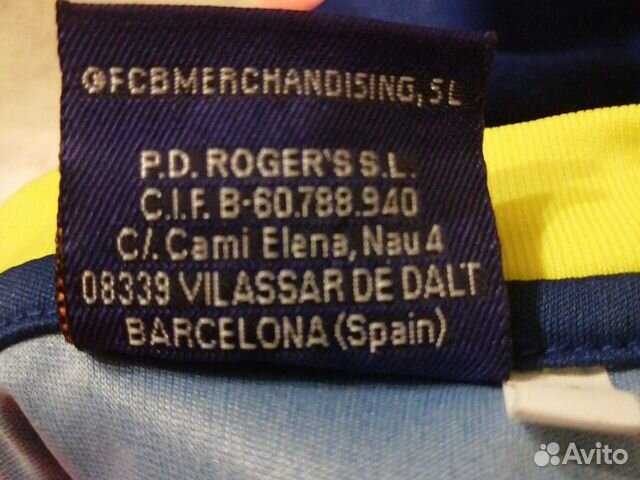 ©FCBMERCHANDISING, SL
P.D. ROGER'S S.L.
C.I.F. B-60.788.940
C/. Cami Elena, Nau 4
08339 VILASSAR DE DALT
BARCELONA (Spain)
Avito